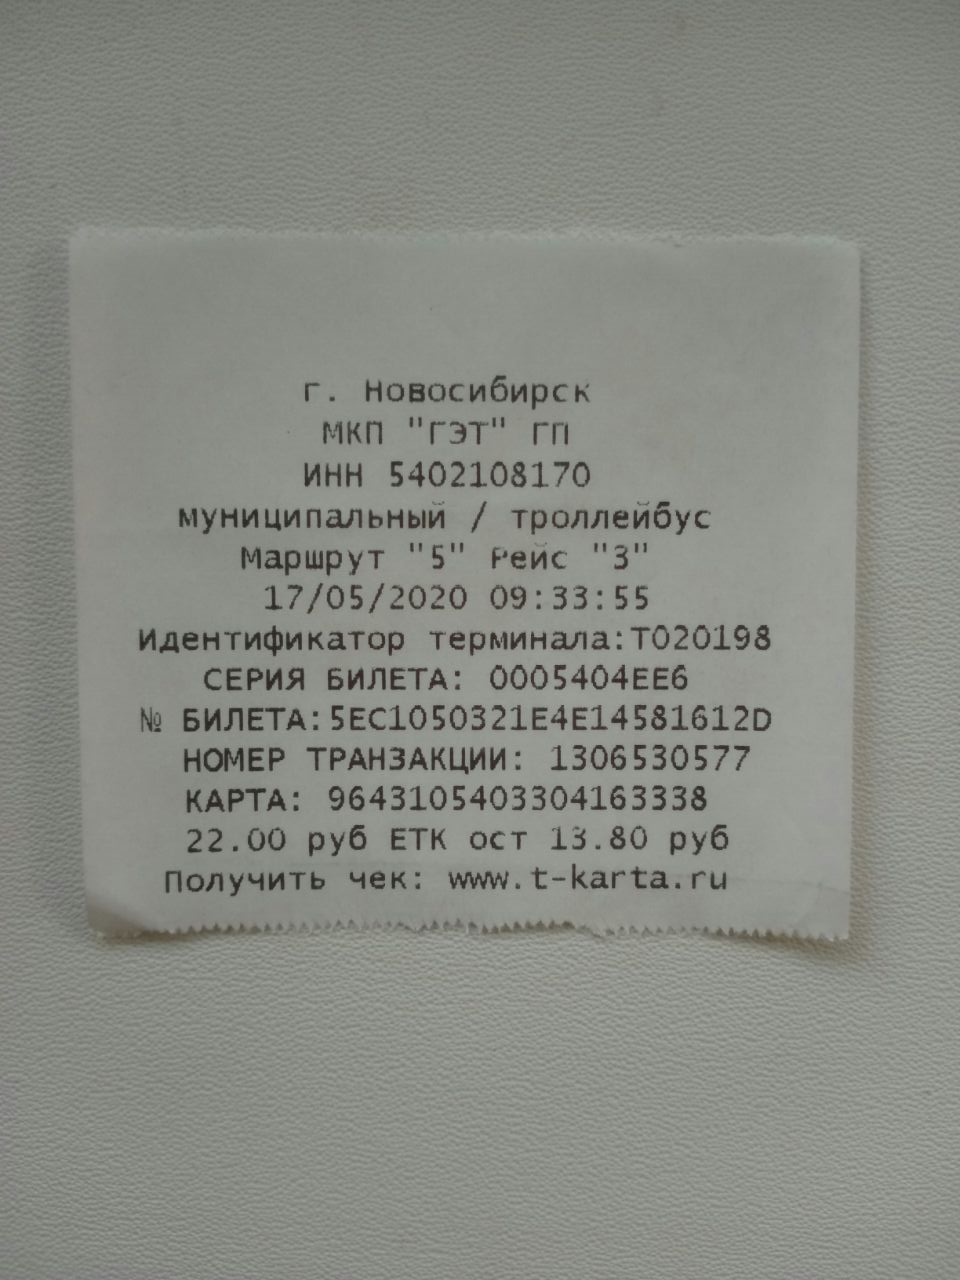 г. Новосибирск
МКП "ГЭТ" ГП
ИНН 5402108170
муниципальный / троллейбус
Маршрут "5" Рейс "3"
17/05/2020 09:33:55
Идентификатор терминала:T020198
СЕРИЯ БИЛЕТА: 0005404EE6
№ БИЛЕТА:5EC1050321E4E14581612D
НОМЕР ТРАНЗАКЦИИ: 1306530577
КАРТА: 9643105403304163338
22.00 руб ЕТК ост 13.80 руб
Получить чек: www.t-karta.ru